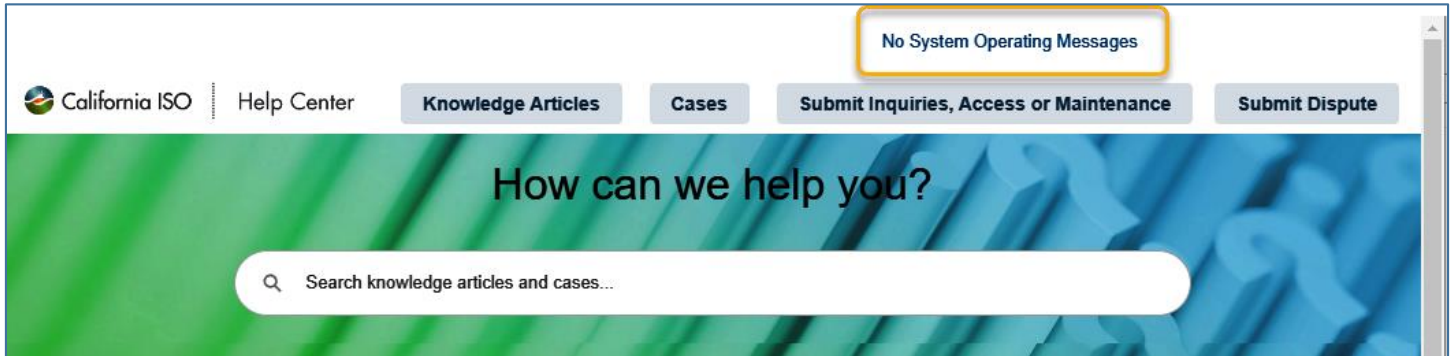 No System Operating Messages
California ISO Help Center Knowledge Articles Cases Submit Inquiries, Access or Maintenance Submit Dispute
How can we help you?
Search knowledge articles and cases...